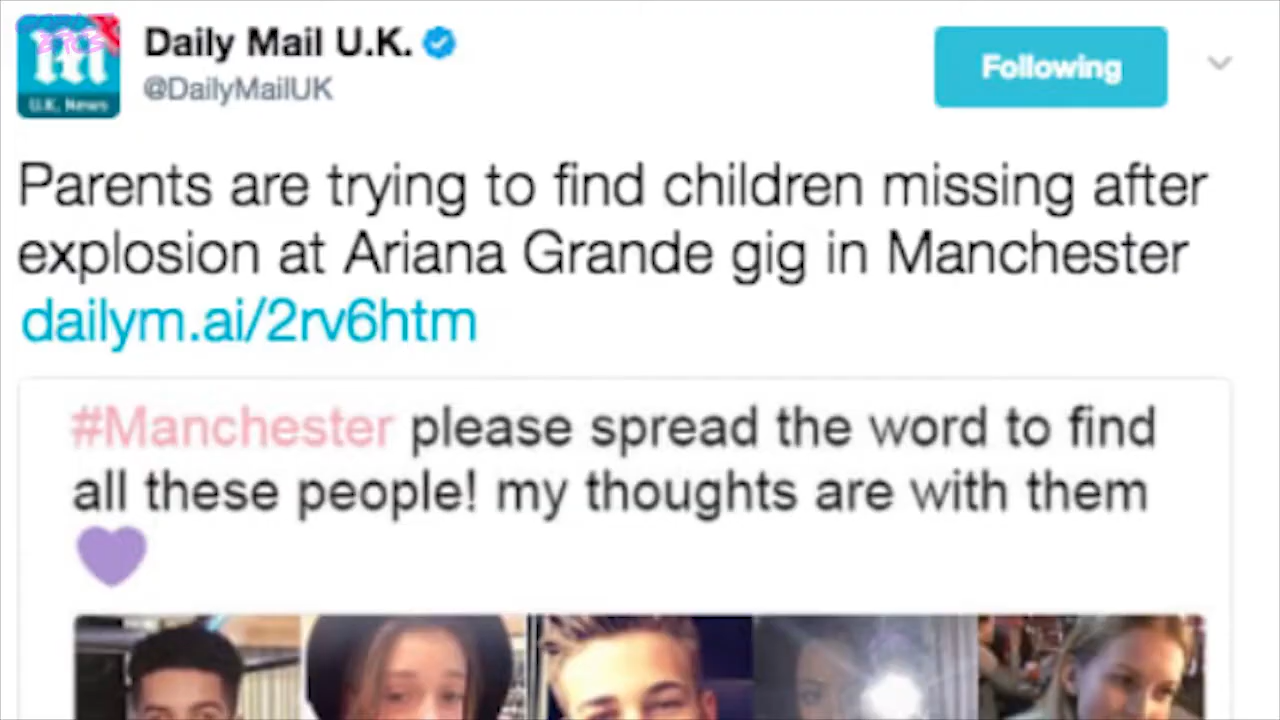 Daily Mail U.K.
@DailyMailUK
Following
U.K. News
Parents are trying to find children missing after
explosion at Ariana Grande gig in Manchester
dailym.ai/2rv6htm
#Manchester please spread the word to find
all these people! my thoughts are with them